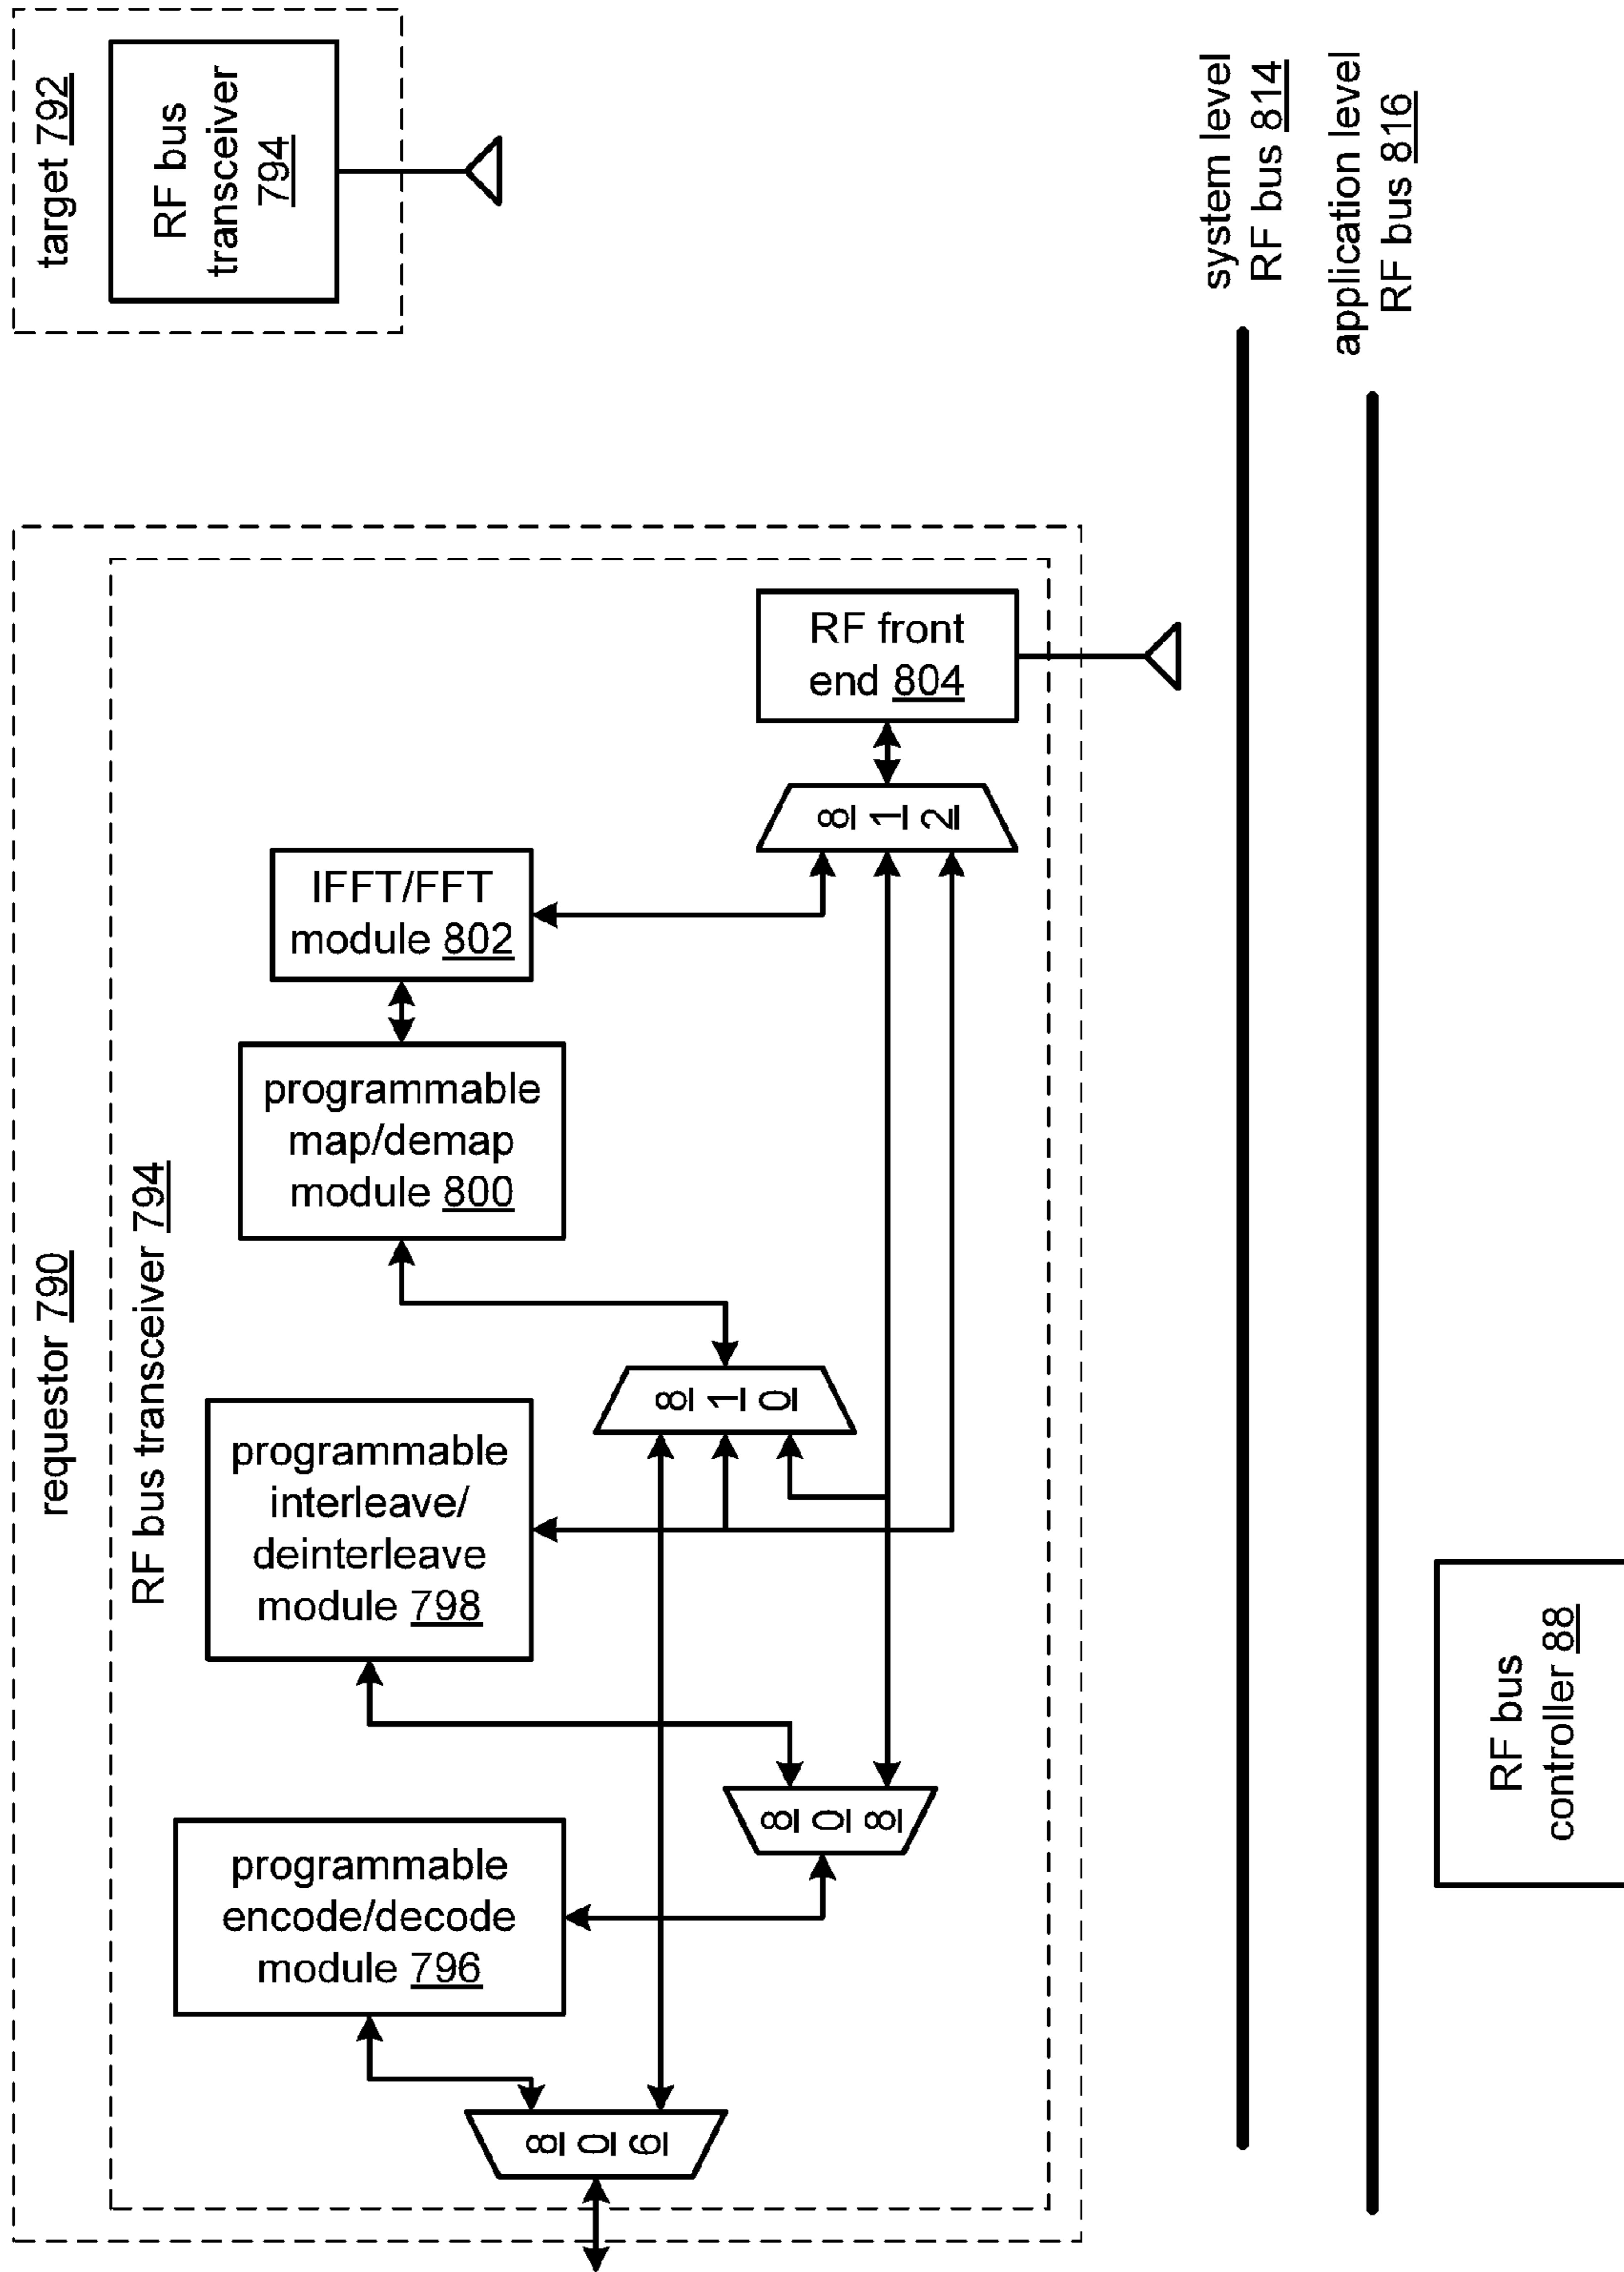 requestor 790
RF bus transceiver 794
programmable
encode/decode
module 796
programmable
interleave/
deinterleave
module 798
programmable
map/demap
module 800
IFFT/FFT
module 802
RF front
end 804
806
808
810
812
target 792
RF bus
transceiver
794
system level
RF bus 814
application level
RF bus 816
RF bus
controller 88